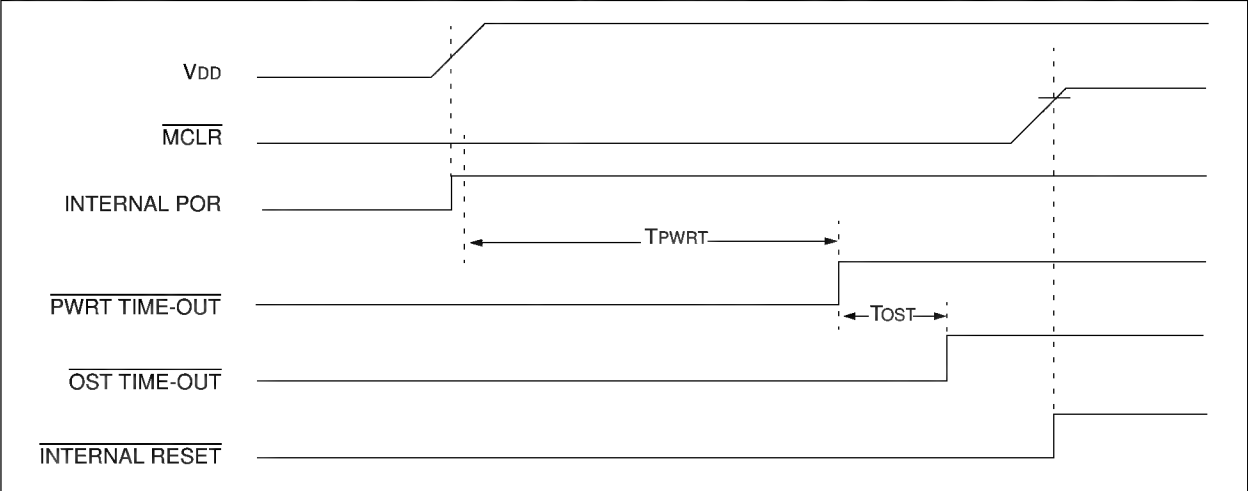 VDD
MCLR
INTERNAL POR
TPWRT
PWRT TIME-OUT
TOST
OST TIME-OUT
INTERNAL RESET